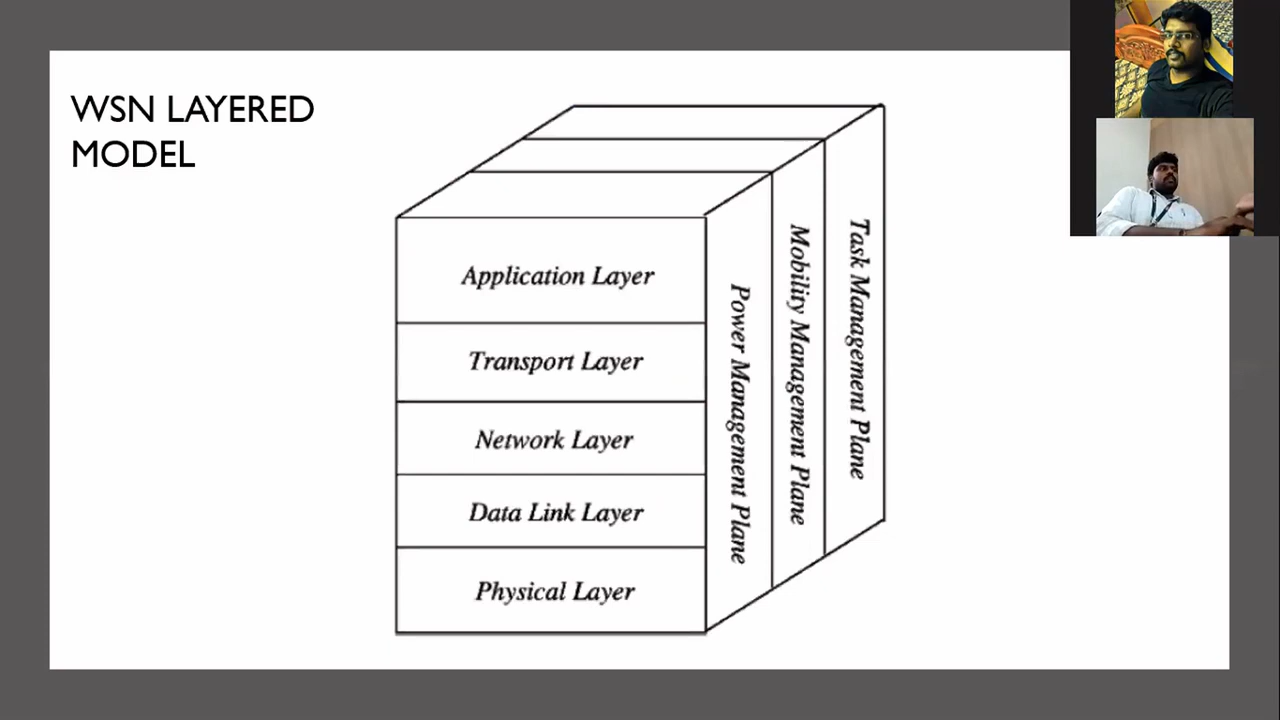 WSN LAYERED
MODEL
Application Layer
Transport Layer
Network Layer
Data Link Layer
Physical Layer
Power Management Plane
Mobility Management Plane
Task Management Plane